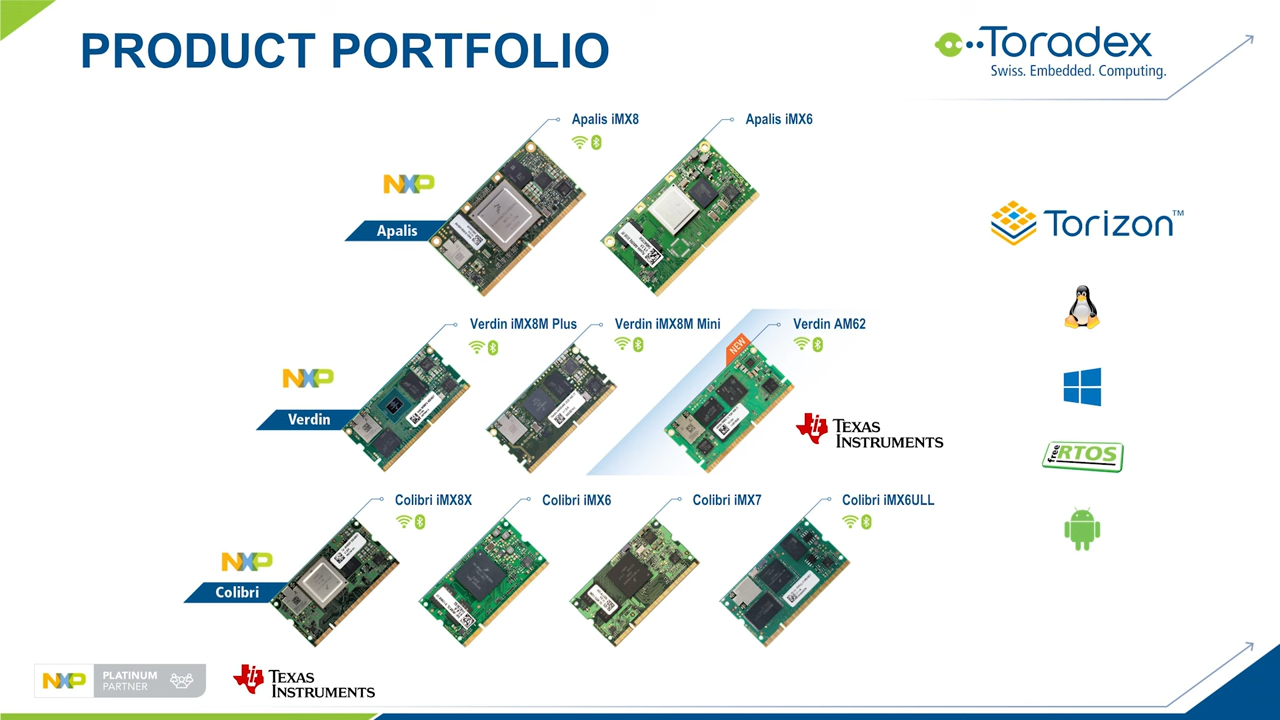 PRODUCT PORTFOLIO
Toradex
Swiss. Embedded. Computing.
Apalis iMX8
Apalis iMX6
NXP
Apalis
Torizon™
Verdin iMX8M Plus
Verdin iMX8M Mini
Verdin AM62
NEW
NXP
Verdin
TEXAS
INSTRUMENTS
free RTOS
Colibri iMX8X
Colibri iMX6
Colibri iMX7
Colibri iMX6ULL
NXP
Colibri
NXP
PLATINUM
PARTNER
TEXAS
INSTRUMENTS